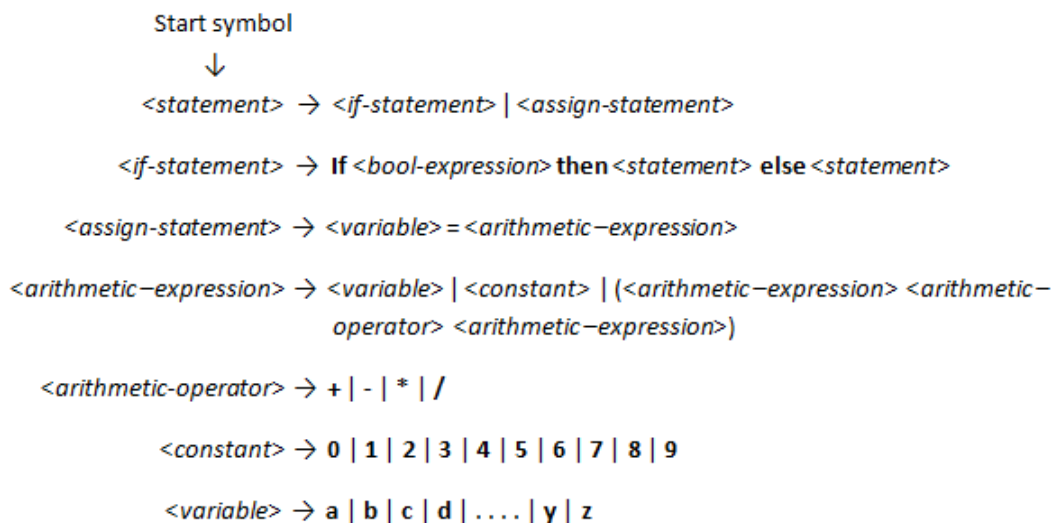 Start symbol
↓
<statement> → <if-statement> | <assign-statement>
<if-statement> → If <bool-expression> then <statement> else <statement>
<assign-statement> → <variable> = <arithmetic–expression>
<arithmetic–expression> → <variable> | <constant> | (<arithmetic–expression> <arithmetic–
operator> <arithmetic–expression>)
<arithmetic-operator> → + | - | * | /
<constant> → 0 | 1 | 2 | 3 | 4 | 5 | 6 | 7 | 8 | 9
<variable> → a | b | c | d | . . . . | y | z